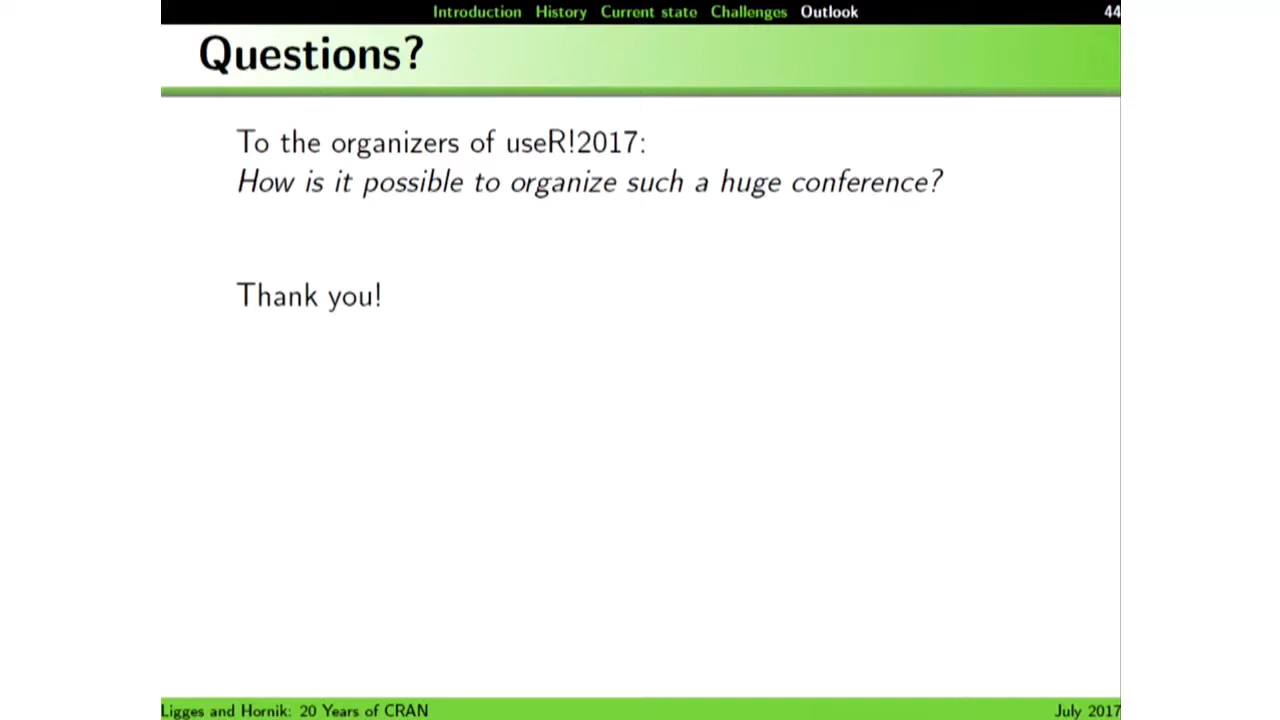 Introduction History Current state Challenges Outlook 44
Questions?
To the organizers of useR!2017:
How is it possible to organize such a huge conference?
Thank you!
Ligges and Hornik: 20 Years of CRAN July 2017